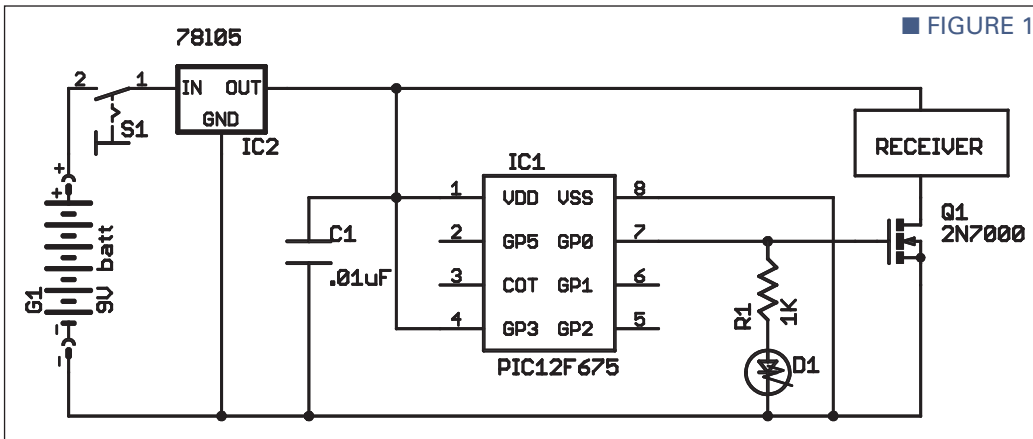 ■ FIGURE 1
78l05
2
1
IN OUT
GND
S1
IC2
RECEIVER
IC1
1
VDD VSS
8
Q1
2N7000
+
+
2
GP5 GP0
7
C1
.01uF
3
COT GP1
6
G1
9V batt
4
GP3 GP2
5
R1
1K
PIC12F675
D1
-
-